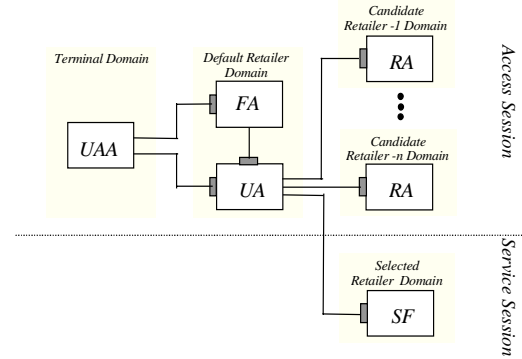 Candidate
Retailer -1 Domain
Terminal Domain
Default Retailer
Domain
RA
FA
UAA
Candidate
Retailer -n Domain
UA
RA
Access Session
Selected
Retailer Domain
SF
Service Session